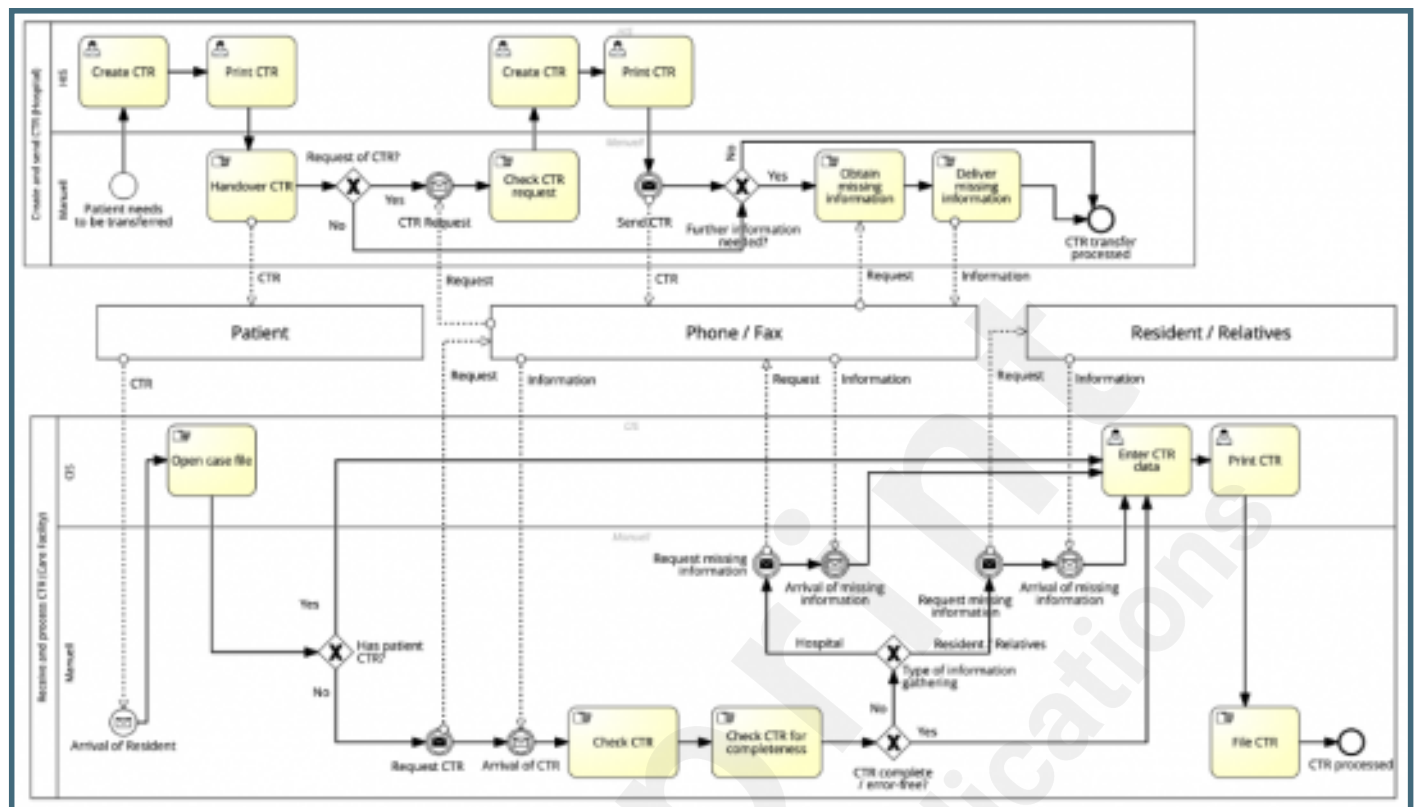 Create and send CTR (Hospital)
HIS
HIS
Create CTR
Print CTR
Create CTR
Print CTR
Manuell
Manuell
Patient needs
to be transferred
Handover CTR
Request of CTR?
Yes
No
CTR Request
Check CTR
request
Send CTR
Further information
needed?
No
Yes
Obtain
missing
information
Deliver
missing
information
CTR transfer
processed
CTR
Request
CTR
Request
Information
Patient
Phone / Fax
Resident / Relatives
CTR
Request
Information
Request
Information
Request
Information
Receive and process CTR (Care Facility)
CIS
CIS
Open case file
Enter CTR
data
Print CTR
Manuell
Manuell
Request missing
information
Arrival of missing
information
Request missing
information
Arrival of missing
information
Yes
Has patient
CTR?
No
Hospital
Resident / Relatives
Type of information
gathering
No
Arrival of Resident
Request CTR
Arrival of CTR
Check CTR
Check CTR for
completeness
CTR complete
/ error-free?
Yes
File CTR
CTR processed